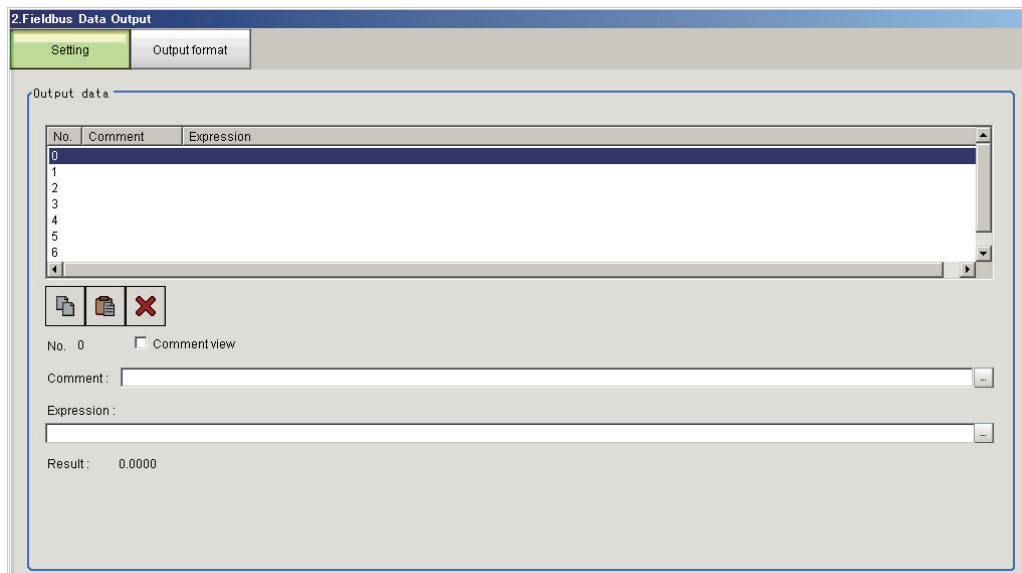 2.Fieldbus Data Output
Setting Output format
Output data
No. Comment Expression
0
1
2
3
4
5
6
No. 0 Comment view
Comment : ...
Expression :
...
Result : 0.0000